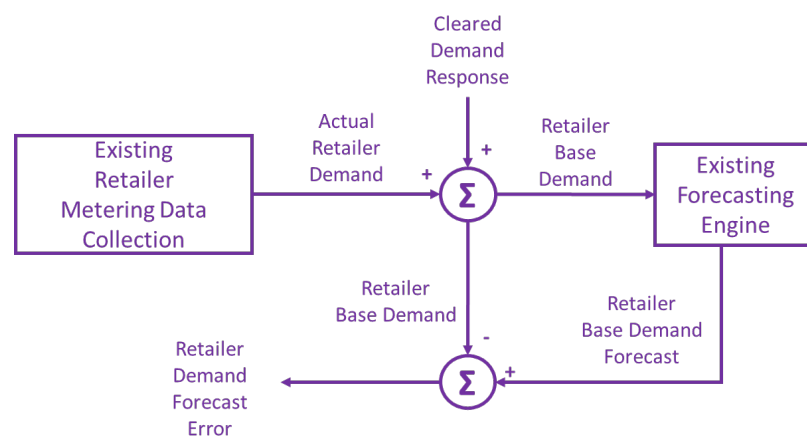 Cleared
Demand
Response
Actual
Retailer
Demand
Retailer
Base
Demand
Existing
Retailer
Metering Data
Collection
+
+
Σ
Existing
Forecasting
Engine
Retailer
Base Demand
Retailer
Base Demand
Forecast
Retailer
Demand
Forecast
Error
-
Σ
+